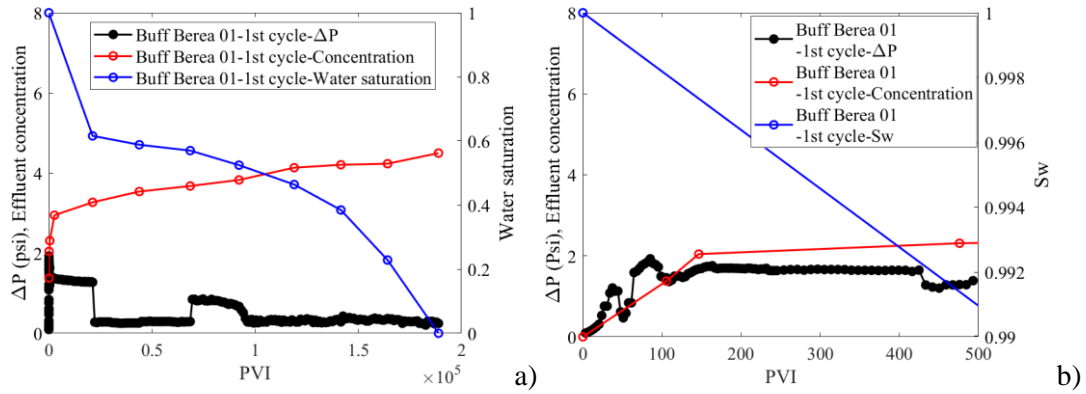 Buff Berea 01-1st cycle-ΔP
Buff Berea 01-1st cycle-Concentration
Buff Berea 01-1st cycle-Water saturation
ΔP (psi), Effluent concentration
8
6
4
2
0
0
0.5
1
1.5
2
×10⁵
PVI
1
0.8
0.6
0.4
0.2
0
Water saturation
a)
Buff Berea 01
-1st cycle-ΔP
Buff Berea 01
-1st cycle-Concentration
Buff Berea 01
-1st cycle-Sw
ΔP (Psi), Effluent concentration
8
6
4
2
0
0
100
200
300
400
500
PVI
1
0.998
0.996
0.994
0.992
0.99
Sw
b)